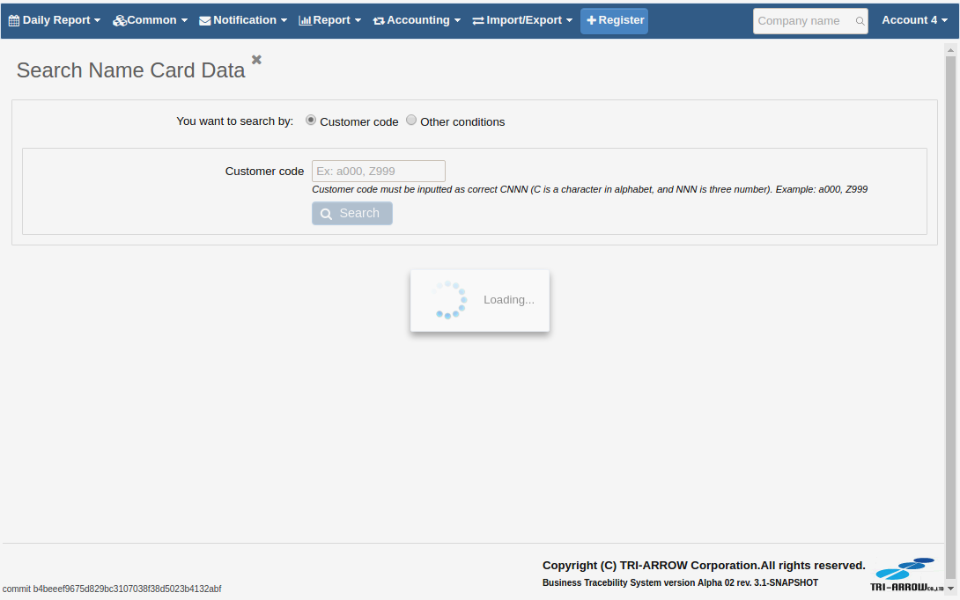 Daily Report Common Notification Report Accounting Import/Export Register Company name Account 4
Search Name Card Data
You want to search by: Customer code Other conditions
Customer code Ex: a000, Z999
Customer code must be inputted as correct CNNN (C is a character in alphabet, and NNN is three number). Example: a000, Z999
Search
Loading...
Copyright (C) TRI-ARROW Corporation.All rights reserved.
Business Tracebility System version Alpha 02 rev. 3.1-SNAPSHOT
TRI-ARROW CO.,LTD
commit b4beeef9675d829bc3107038f38d5023b4132abf